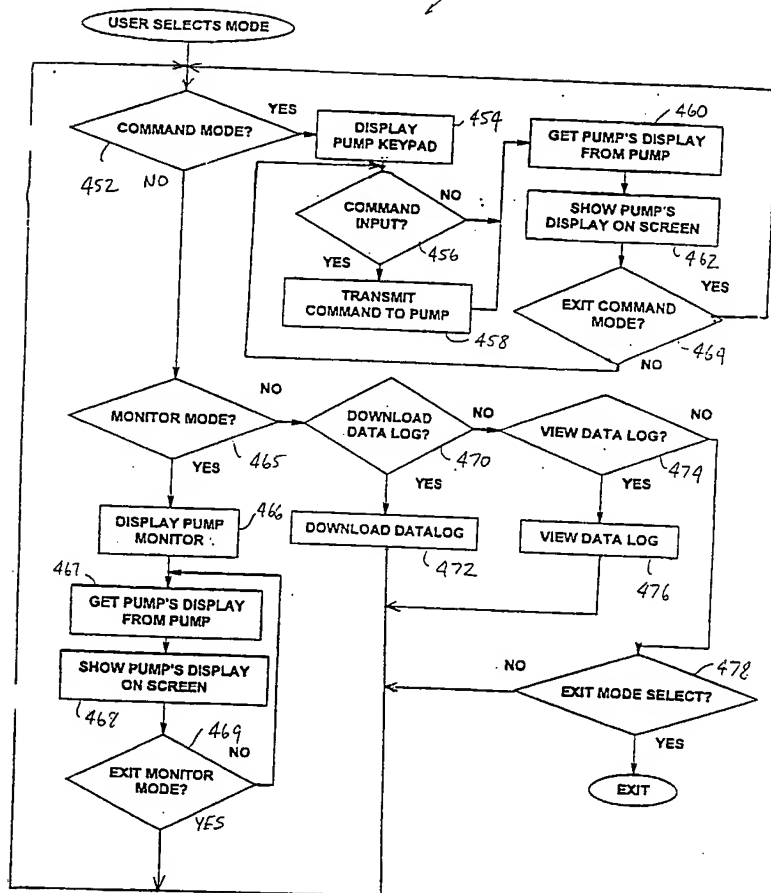 USER SELECTS MODE
COMMAND MODE?
YES
452
NO
DISPLAY
PUMP KEYPAD
454
COMMAND
INPUT?
NO
456
YES
TRANSMIT
COMMAND TO PUMP
458
460
GET PUMP'S DISPLAY
FROM PUMP
SHOW PUMP'S
DISPLAY ON SCREEN
462
YES
EXIT COMMAND
MODE?
464
NO
MONITOR MODE?
NO
465
YES
DOWNLOAD
DATA LOG?
NO
470
YES
VIEW DATA LOG?
NO
474
YES
DISPLAY PUMP
MONITOR
466
DOWNLOAD DATALOG
472
VIEW DATA LOG
476
467
GET PUMP'S DISPLAY
FROM PUMP
SHOW PUMP'S DISPLAY
ON SCREEN
468
469
NO
EXIT MONITOR
MODE?
YES
NO
478
EXIT MODE SELECT?
YES
EXIT